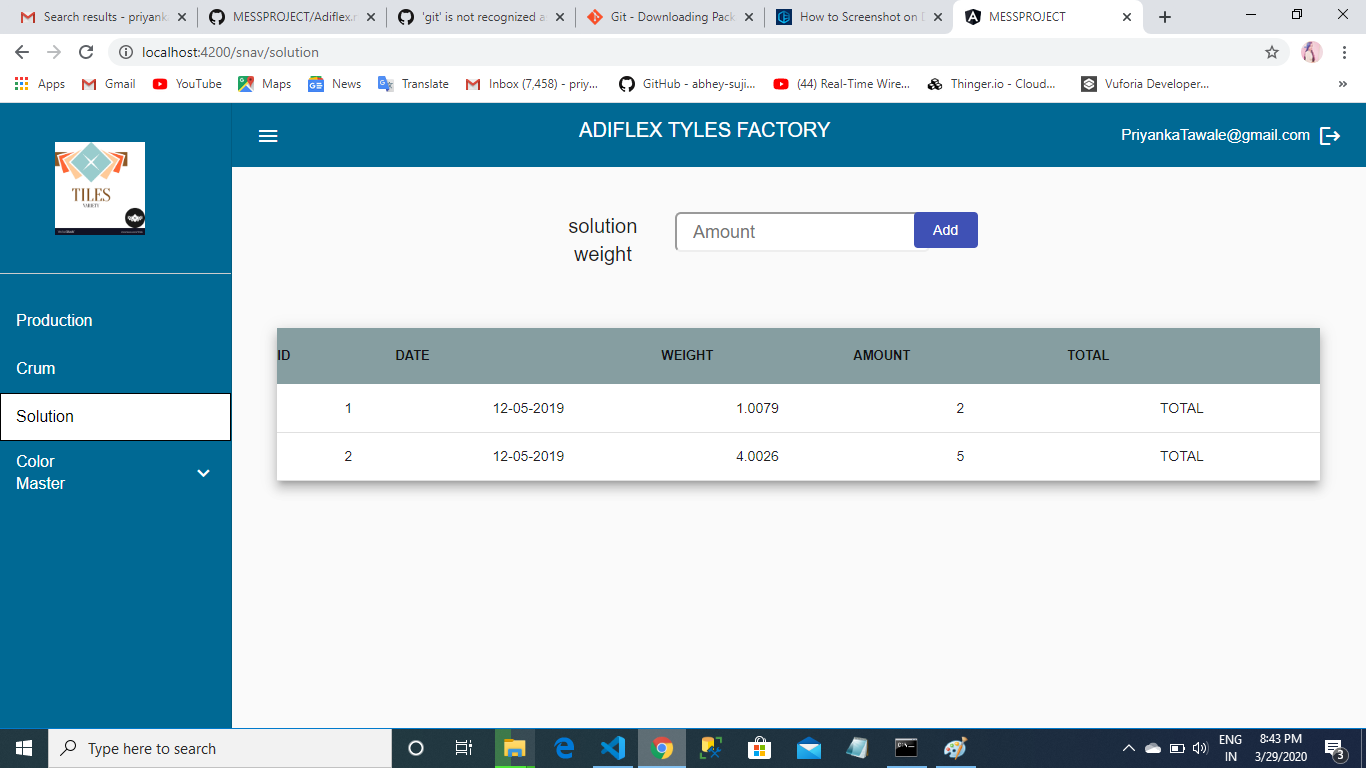 Search results - priyank
MESSPROJECT/Adiflex.r
'git' is not recognized a
Git - Downloading Pack
How to Screenshot on
MESSPROJECT
localhost:4200/snav/solution
Apps
Gmail
YouTube
Maps
News
Translate
Inbox (7,458) - priy...
GitHub - abhey-suji...
(44) Real-Time Wire...
Thinger.io - Cloud...
Vuforia Developer...
»
TILES
VARIETY
ADIFLEX TYLES FACTORY
PriyankaTawale@gmail.com
Production
Crum
Solution
Color
Master
solution
weight
Amount
Add
ID DATE WEIGHT AMOUNT TOTAL
1 12-05-2019 1.0079 2 TOTAL
2 12-05-2019 4.0026 5 TOTAL
Type here to search
ENG
IN
8:43 PM
3/29/2020
3